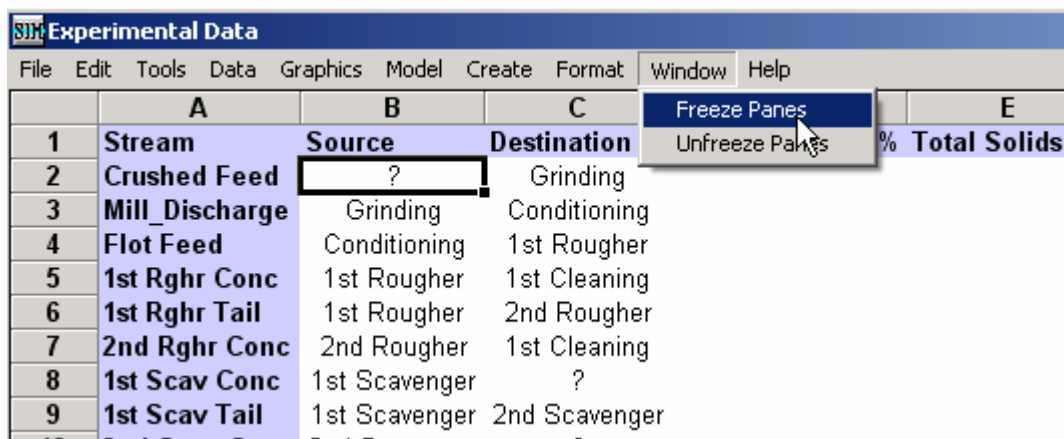 SIM Experimental Data
File Edit Tools Data Graphics Model Create Format Window Help
Freeze Panes
Unfreeze Panes
A B C E
1 Stream Source Destination % Total Solids
2 Crushed Feed ? Grinding
3 Mill_Discharge Grinding Conditioning
4 Flot Feed Conditioning 1st Rougher
5 1st Rghr Conc 1st Rougher 1st Cleaning
6 1st Rghr Tail 1st Rougher 2nd Rougher
7 2nd Rghr Conc 2nd Rougher 1st Cleaning
8 1st Scav Conc 1st Scavenger ?
9 1st Scav Tail 1st Scavenger 2nd Scavenger